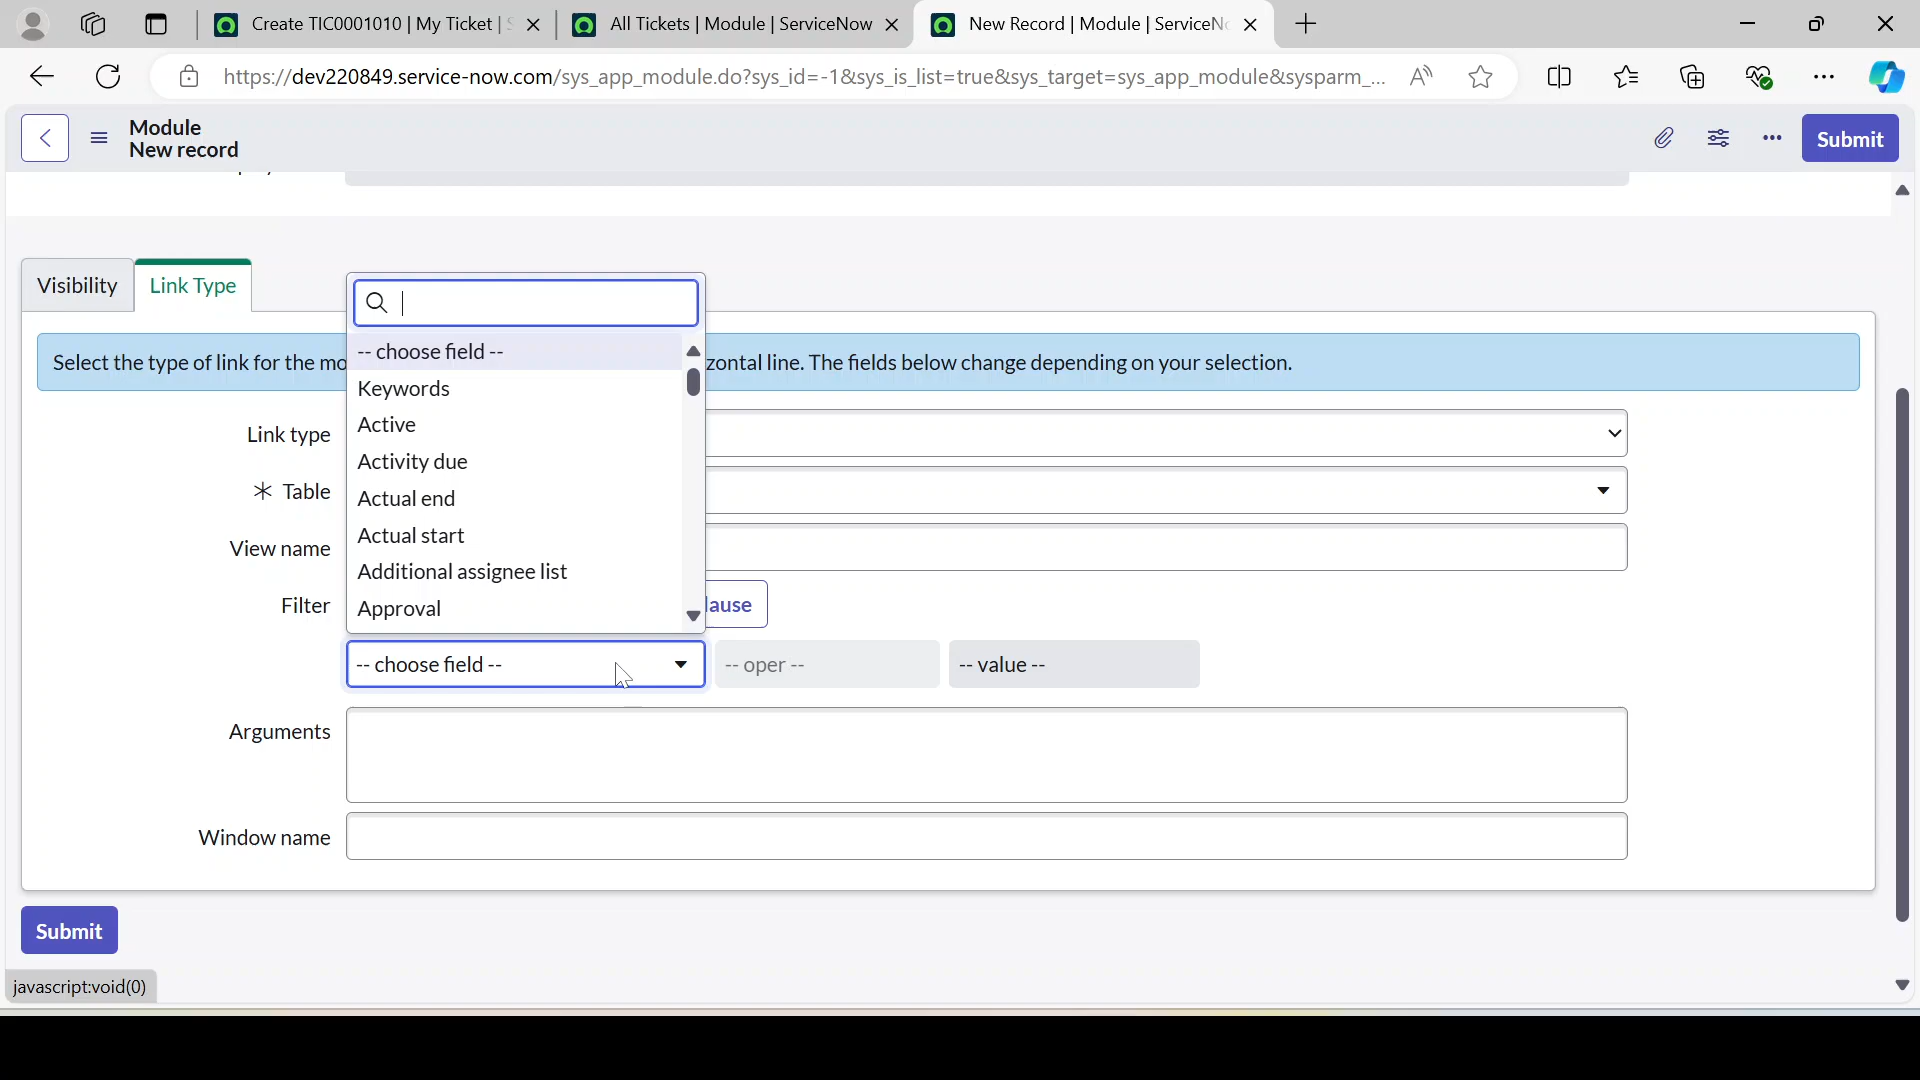 Create TIC0001010 | My Ticket |
All Tickets | Module | ServiceNow
New Record | Module | ServiceN
https://dev220849.service-now.com/sys_app_module.do?sys_id=-1&sys_is_list=true&sys_target=sys_app_module&sysparm_...
Module
New record
Submit
Visibility
Link Type
Select the type of link for the mo
zontal line. The fields below change depending on your selection.
-- choose field --
Keywords
Active
Activity due
Actual end
Actual start
Additional assignee list
Approval
Link type
Table
View name
Filter
lause
-- choose field --
-- oper --
-- value --
Arguments
Window name
Submit
javascript:void(0)